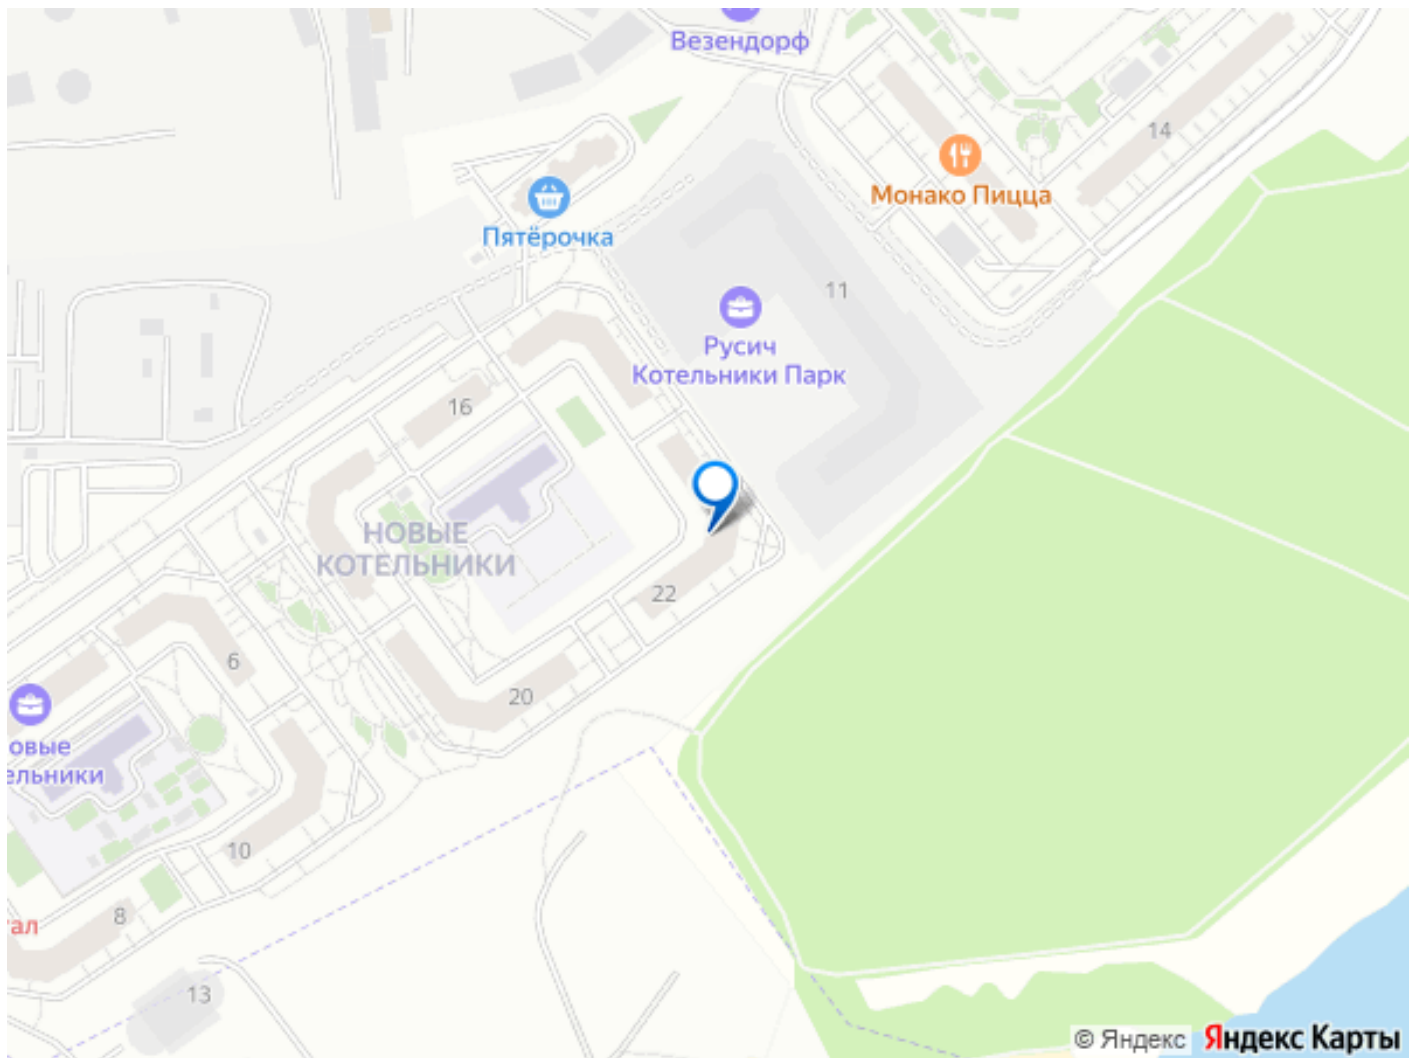 Везендорф
14
Монако Пицца
Пятёрочка
11
Русич
Котельники Парк
16
НОВЫЕ
КОТЕЛЬНИКИ
22
6
20
овые
ельники
10
8
ал
13
© Яндекс
Яндекс Карты